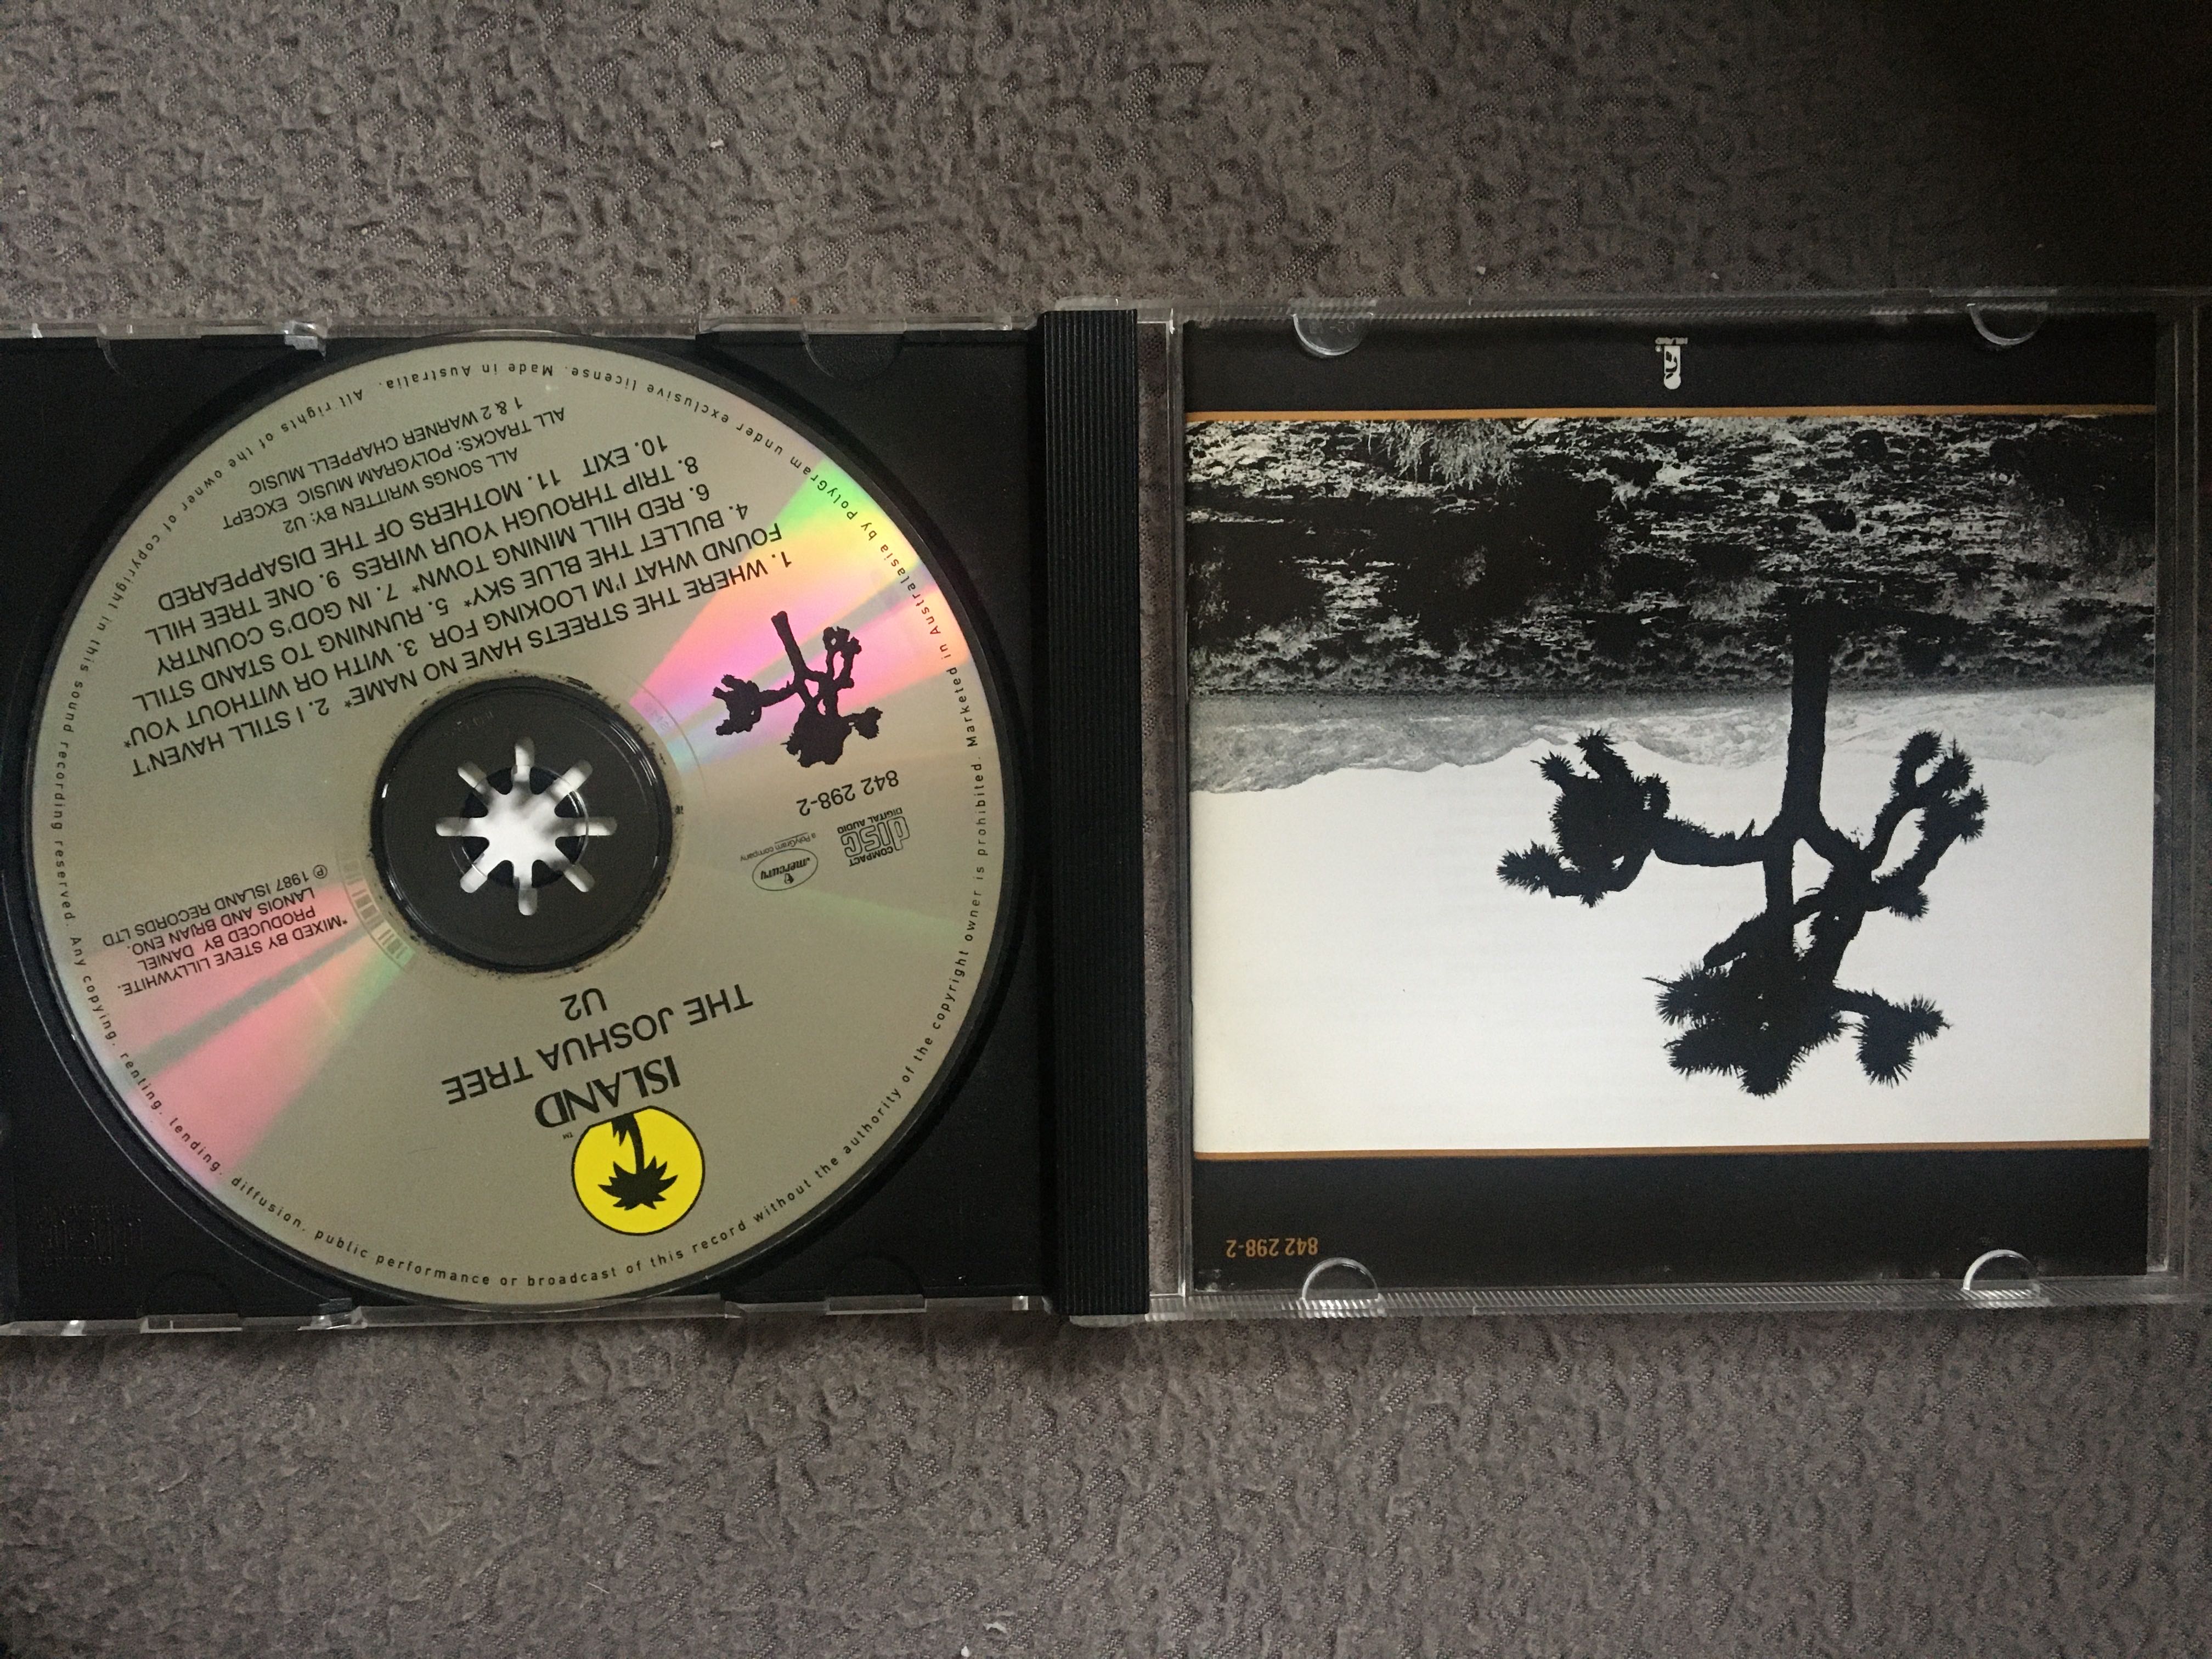 ISLAND
TM
THE JOSHUA TREE
U2
COMPACT
disc
DIGITAL AUDIO
mercury
a PolyGram company
842 298-2
*MIXED BY STEVE LILLYWHITE.
PRODUCED BY DANIEL
LANOIS AND BRIAN ENO.
℗ 1987 ISLAND RECORDS LTD
1. WHERE THE STREETS HAVE NO NAME* 2. I STILL HAVEN'T
FOUND WHAT I'M LOOKING FOR 3. WITH OR WITHOUT YOU*
4. BULLET THE BLUE SKY* 5. RUNNING TO STAND STILL
6. RED HILL MINING TOWN* 7. IN GOD'S COUNTRY
8. TRIP THROUGH YOUR WIRES 9. ONE TREE HILL
10. EXIT 11. MOTHERS OF THE DISAPPEARED
ALL SONGS WRITTEN BY: U2
ALL TRACKS: POLYGRAM MUSIC EXCEPT
1 & 2 WARNER CHAPPELL MUSIC
All rights of the owner of copyright in this sound recording reserved. Any copying, renting, lending, diffusion, public performance or broadcast of this record without the authority of the copyright owner is prohibited. Marketed in Australasia by PolyGram under exclusive license. Made in Australia.
842 298-2